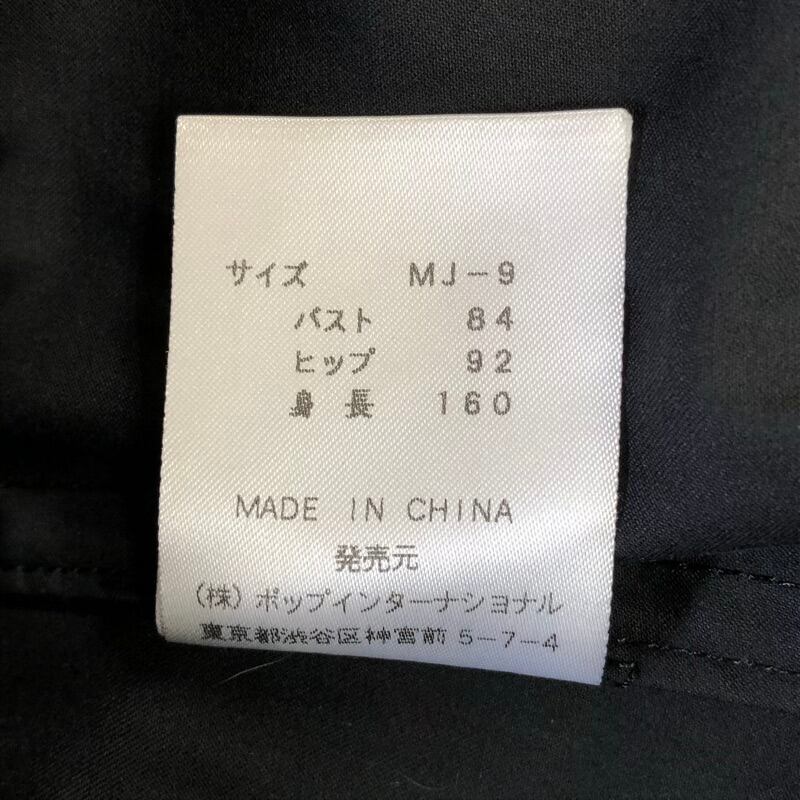 サイズ MJ-9
バスト 84
ヒップ 92
身長 160
MADE IN CHINA
発売元
(株)ポップインターナショナル
東京都渋谷区神宮前5-7-4